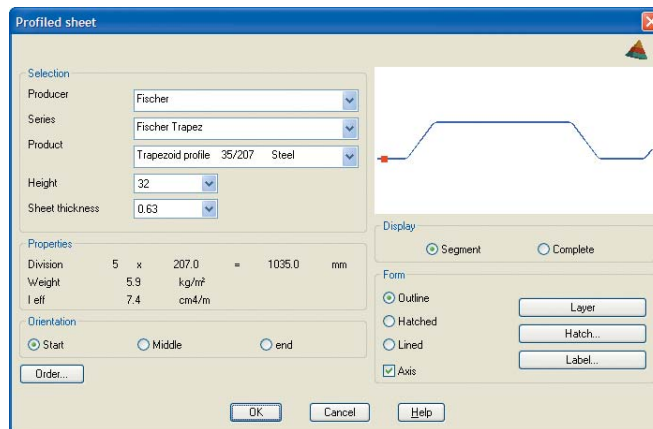 Profiled sheet
Selection
Producer
Fischer
Series
Fischer Trapez
Product
Trapezoid profile 35/207 Steel
Height
32
Sheet thickness
0.63
Properties
Division 5 x 207.0 = 1035.0 mm
Weight 5.9 kg/m²
I eff 7.4 cm4/m
Orientation
Start Middle end
Order...
Display
Segment Complete
Form
Outline
Hatched
Lined
Axis
Layer
Hatch...
Label...
OK Cancel Help